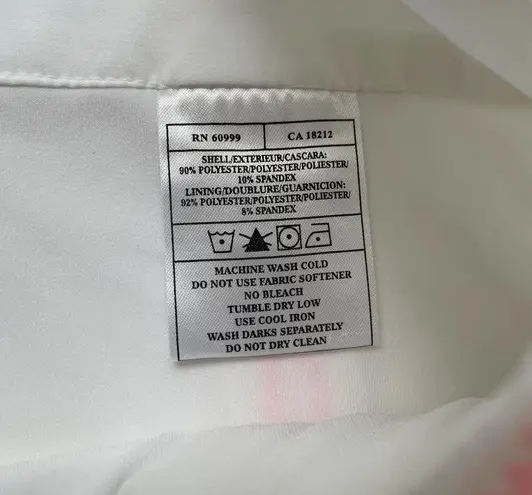 RN 60999 CA 18212
SHELL/EXTERIEUR/CASCARA:
90% POLYESTER/POLYESTER/POLIESTER/
10% SPANDEX
LINING/DOUBLURE/GUARNICION:
92% POLYESTER/POLYESTER/POLIESTER/
8% SPANDEX
MACHINE WASH COLD
DO NOT USE FABRIC SOFTENER
NO BLEACH
TUMBLE DRY LOW
USE COOL IRON
WASH DARKS SEPARATELY
DO NOT DRY CLEAN